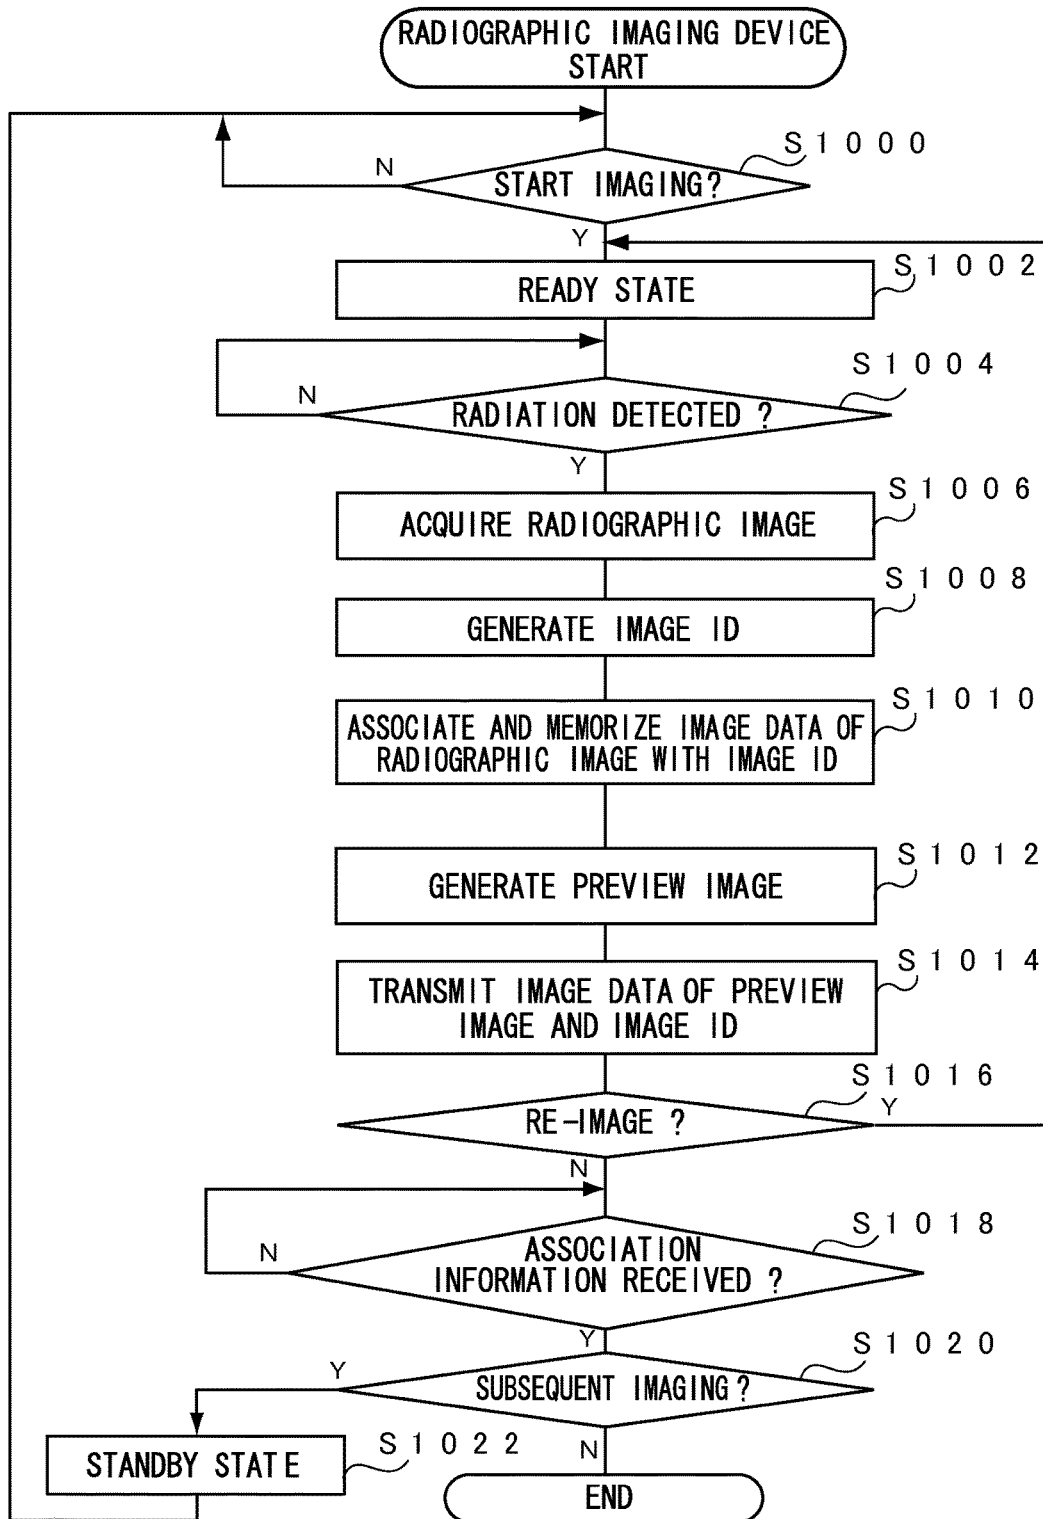 RADIOGRAPHIC IMAGING DEVICE
START
S1000
N
START IMAGING?
Y
S1002
READY STATE
S1004
N
RADIATION DETECTED ?
Y
S1006
ACQUIRE RADIOGRAPHIC IMAGE
S1008
GENERATE IMAGE ID
S1010
ASSOCIATE AND MEMORIZE IMAGE DATA OF
RADIOGRAPHIC IMAGE WITH IMAGE ID
S1012
GENERATE PREVIEW IMAGE
S1014
TRANSMIT IMAGE DATA OF PREVIEW
IMAGE AND IMAGE ID
S1016
RE-IMAGE ?
Y
N
S1018
N
ASSOCIATION
INFORMATION RECEIVED ?
Y
S1020
Y
SUBSEQUENT IMAGING?
S1022
N
STANDBY STATE
END